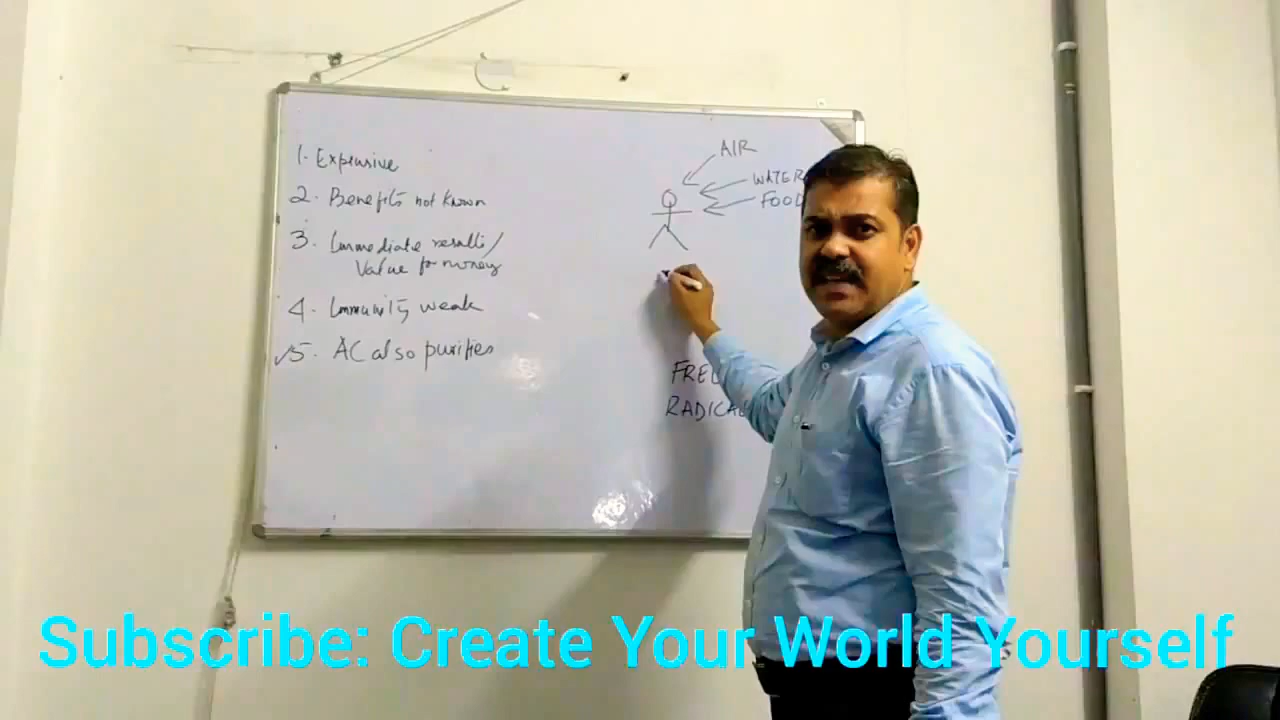 1. Expensive
2. Benefits not known
3. Immediate results/
Value for money
4. Immunity weak
✓5. AC also purifies
AIR
WATER
FOOD
FREE
RADICAL
Subscribe: Create Your World Yourself